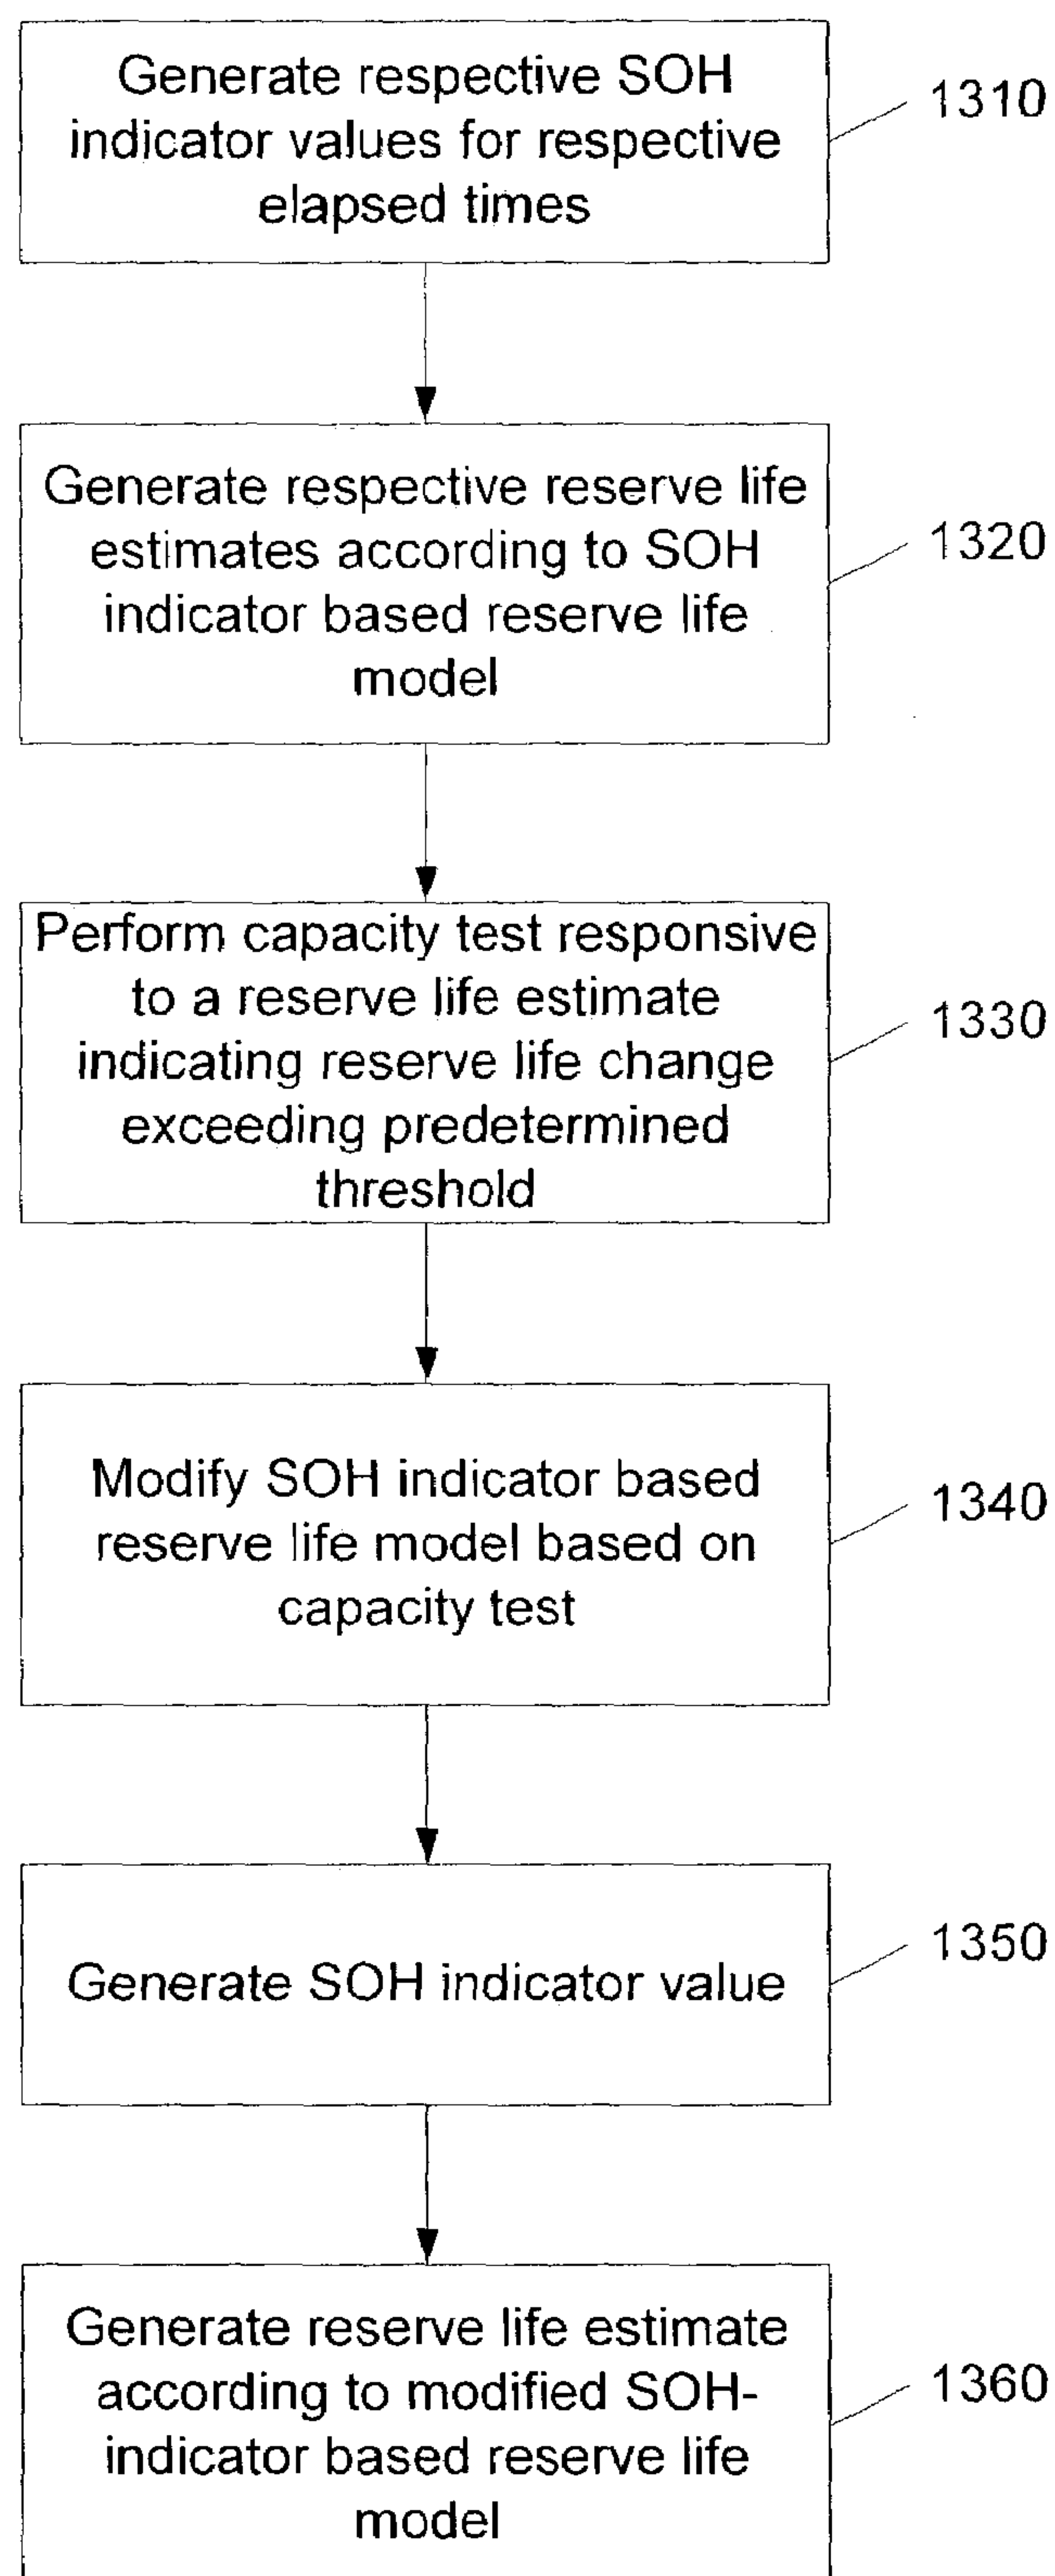 Generate respective SOH
indicator values for respective
elapsed times
1310
Generate respective reserve life
estimates according to SOH
indicator based reserve life
model
1320
Perform capacity test responsive
to a reserve life estimate
indicating reserve life change
exceeding predetermined
threshold
1330
Modify SOH indicator based
reserve life model based on
capacity test
1340
Generate SOH indicator value
1350
Generate reserve life estimate
according to modified SOH-
indicator based reserve life
model
1360